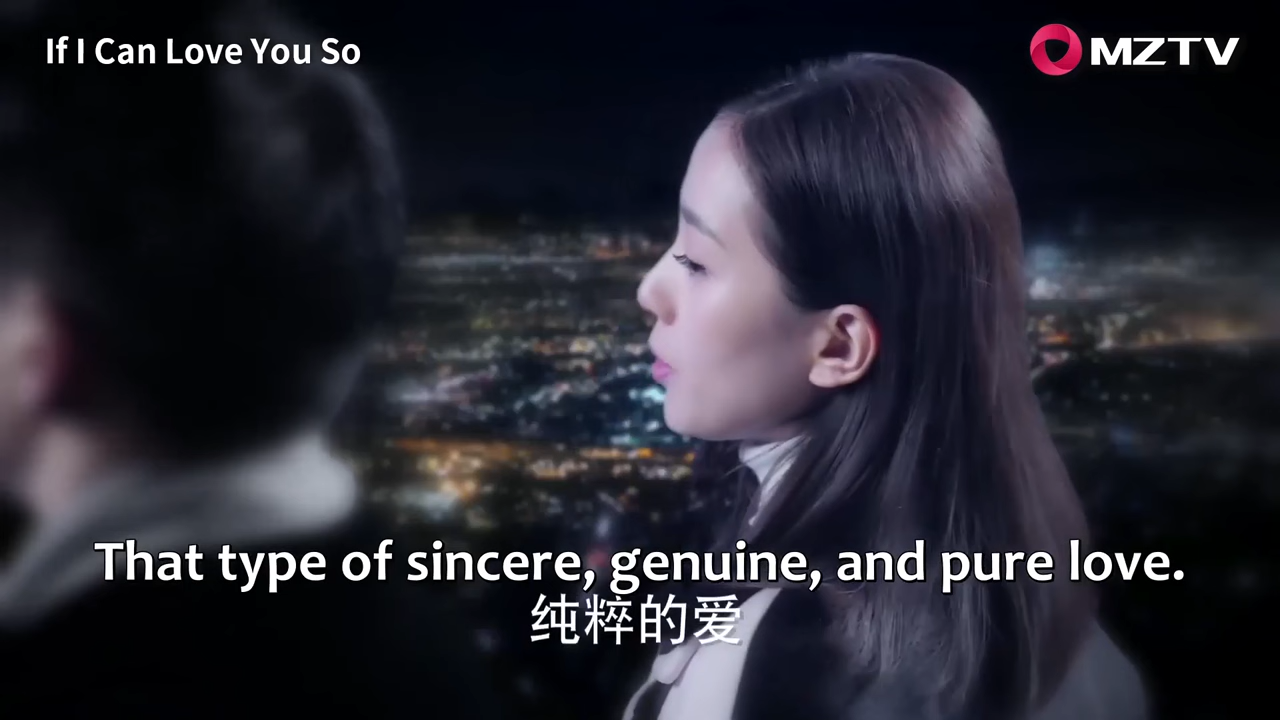 If I Can Love You So
MZTV
That type of sincere, genuine, and pure love.
纯粹的爱